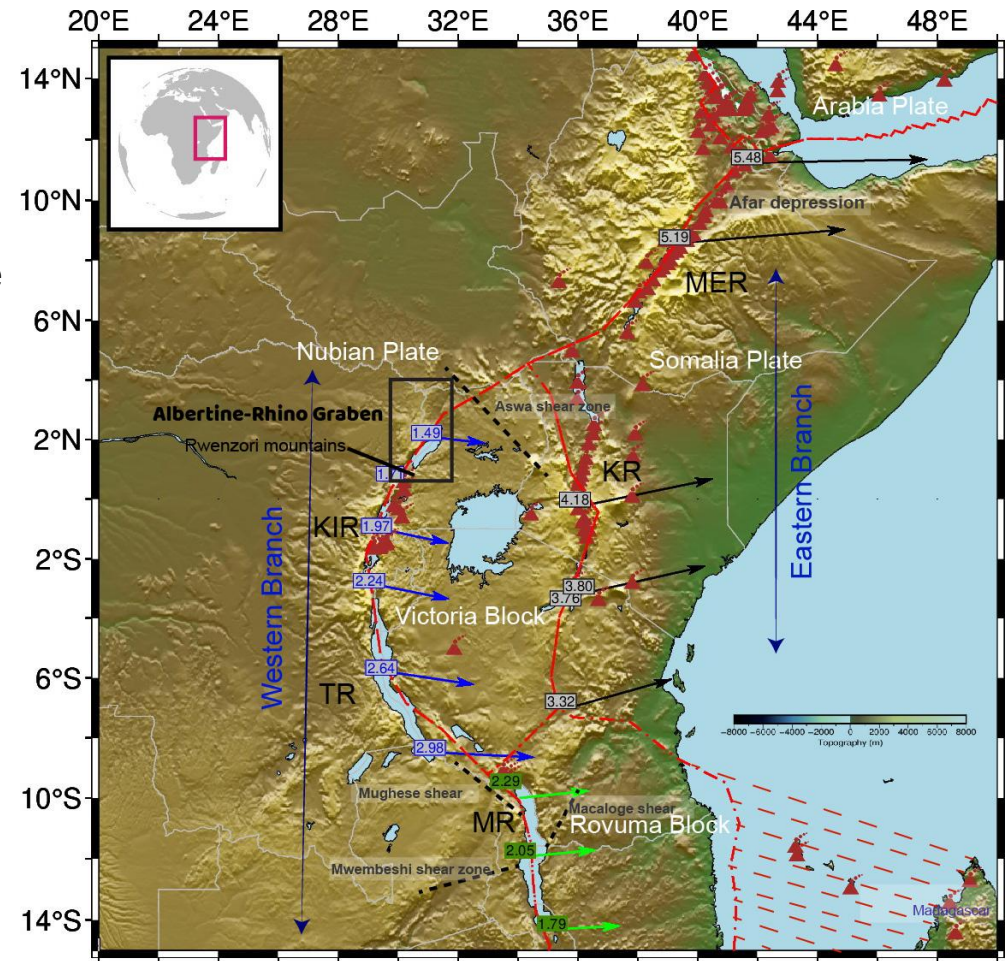 20°E 24°E 28°E 32°E 36°E 40°E 44°E 48°E
14°N
Arabia Plate
5.48
10°N
Afar depression
5.19
MER
6°N
Nubian Plate
Somalia Plate
Albertine-Rhino Graben
Aswa shear zone
2°N
1.49
Rwenzori mountains
KR
4.18
KIR
1.97
Eastern Branch
Western Branch
2°S
2.24
3.80
3.76
Victoria Block
6°S
2.64
TR
3.32
−8000 −6000 −4000 −2000 0 2000 4000 6000 8000
Topography (m)
2.98
2.29
10°S
Mughese shear
Macaloge shear
MR
Rovuma Block
2.05
Mwembeshi shear zone
Madagascar
14°S
1.79
e